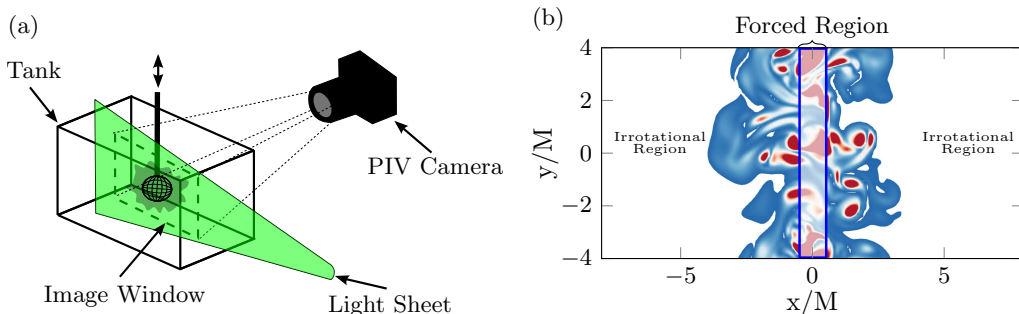 (a)
Tank
PIV Camera
Image Window
Light Sheet
(b)
Forced Region
4
2
0
−2
−4
y/M
Irrotational
Region
Irrotational
Region
−5
0
5
x/M